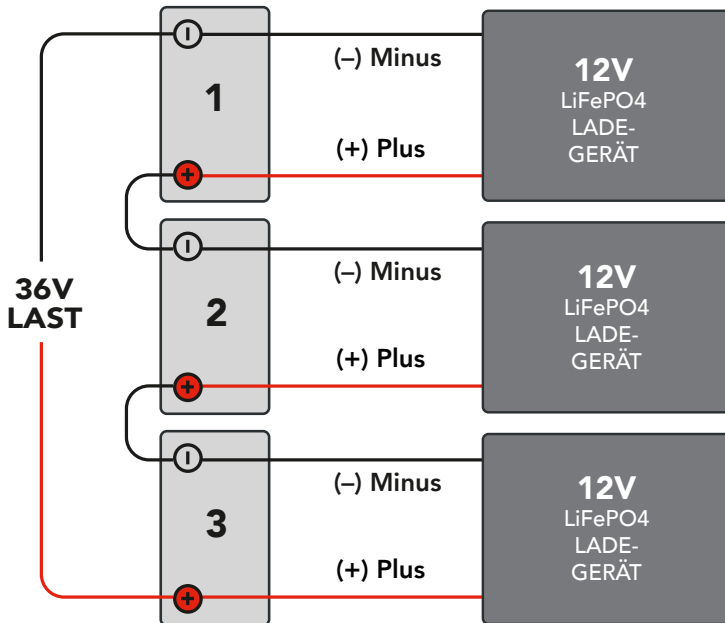 1
(–) Minus
(+) Plus
12V
LiFePO4
LADE-
GERÄT
36V
LAST
2
(–) Minus
(+) Plus
12V
LiFePO4
LADE-
GERÄT
3
(–) Minus
(+) Plus
12V
LiFePO4
LADE-
GERÄT